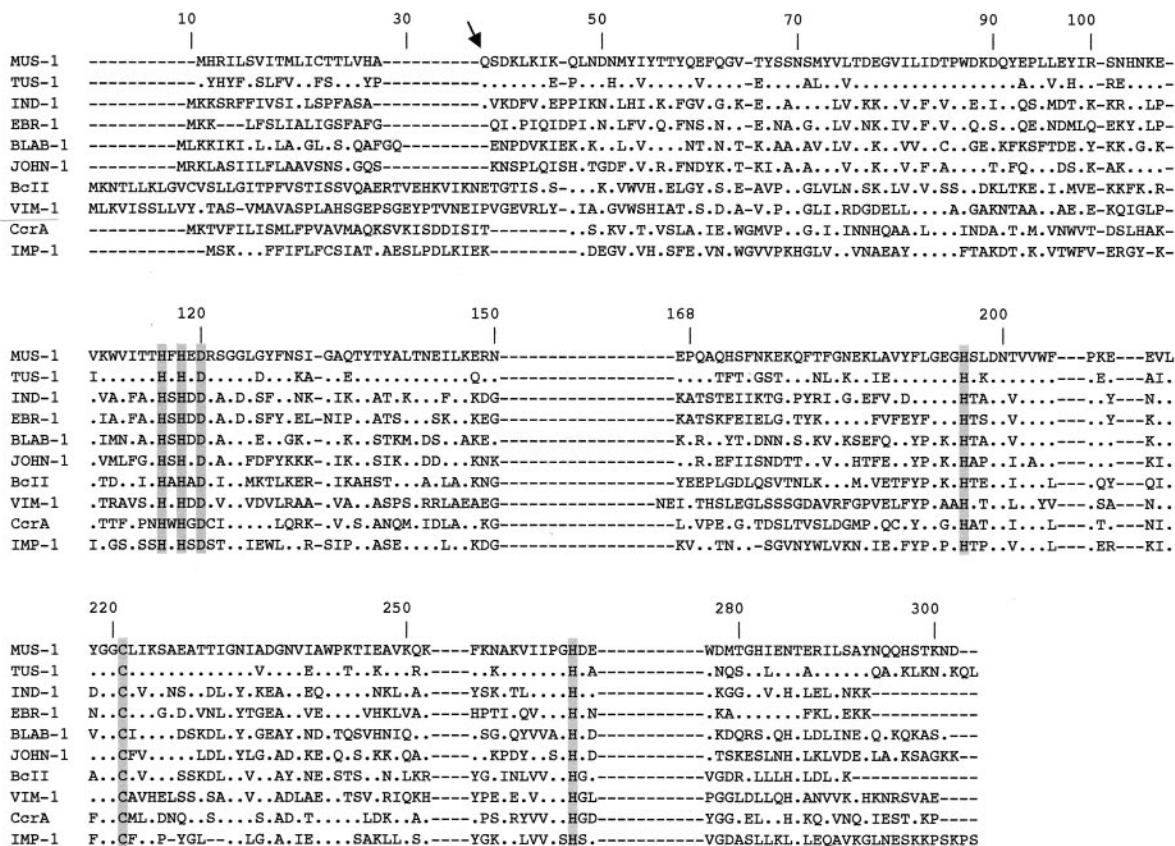 10 30 50 70 90 100
MUS-1 ----------MHRILSVITMLICTTLVHA----------QSDKLKIK-QLNDNMYIYTTYQEFQGV-TYSSNSMYVLTDEGVILIDTPWDKDQYEPLLEYIR-SNHNKE-
TUS-1 ----------.YHYF.SLFV..FS...YP----------......E-P...H..V......V....-...E...AL..V............E..V..H-..RE....-
IND-1 ---------MKKSRFFIVSI.LSPFASA-----------.VKDFV.EPPIKN.LHI.K..FGV.G.K-E..A....L..V.KK..V.F.V..E.I..QS.MDT.K-KR..LP-
EBR-1 ---------MKK---LFSLIALIGSFAFG----------QI.PIQIDPI.N.LFV.Q.FNS.N...-E.NA.G..LV.NK.IV.F.V..Q.S..QE.NDMLQ-EKY.LP-
BLAB-1 ---------MLKKIKI.LL.A.GL.S.QAFGQ-------ENPDVKIEK.K..L.V....NT.N.T-K.AA.AV.LV..K..VV..C..GE.KFKSFTDE.Y-KK.G.K-
JOHN-1 ---------MRKLASIILFLAAVSNS.GQS---------KNSPLQISH.TGDF.V.R.FNDYK.T-KI.A.A..V..K...V.F...A....T.FQ...DS.K-AK....-
BcII MKNTLLKLGVCVSLLGITPFVSTISSVQAERTVEHKVIKNETGTIS.S-...K.VWVH.ELGY.S.E-AVP..GLVLN.SK.LV.V.SS..DKLTKE.I.MVE-KKFK.R-
VIM-1 MLKVISSLLVY.TAS-VMAVASPLAHSGEPSGEYPTVNEIPVGEVRLY-.IA.GVWSHIAT.S.D.A-V.P..GLI.RDGDELL...A.GAKNTAA..AE.E-KQIGLP-
CcrA ----------MKTVFILISMLFPVAVMAQKSVKISDDISIT--------..S.KV.T.VSLA.IE.WGMVP..G.I.INNHQAA.L...INDA.T.M.VNWVT-DSLHAK-
IMP-1 ----------MSK...FFIFLFCSIAT.AESLPDLKIEK----------.DEGV.VH.SFE.VN.WGVVPKHGLV..VNAEAY....FTAKDT.K.VTWFV-ERGY-K-
120 150 168 200
MUS-1 VKWVITTHFHEDRSGGLGYFNSI-GAQTYTYALTNEILKERN----------------EPQAQHSFNKEKQFTFGNEKLAVYFLGEGHSLDNTVVWF---PKE---EVL
TUS-1 I......H.H.D.....D...KA-..E...........Q.------------------....TFT.GST...NL.K..IE.......H.K.......---.E.---AI.
IND-1 .VA.FA.HSHDD.A.D.SF..NK-IK..AT.K...F..KDG----------------KATSTEIIKTG.PYRI.G.EFVD.D.....HTA..V....----..Y---N..
EBR-1 .IA.FA.HSHDD.A.D.SFY.EL-NIP..ATS...SK..KEG----------------KATSKFEIELG.TYK....FVFEYF...HTS..V....----..Y---K..
BLAB-1 .IMN.A.HSHDD.A...E..GK..-..K.STKM.DS..AKE.----------------K.R..YT.DNN.S.KV.KSEFQ..YP.K.HTA..V....----.....---K..
JOHN-1 .VMLFG.HSH.D.A..FDFYKKK-.IK..SIK..DD..KNK-----------------..R.EFIISNDTT..V..HTFE..YP...HAP..I.A...----....---KI.
BcII .TD..I.HAHAD.I..MKTLKER-IKAHST...A.LA.KNG-----------------YEEPLGDLQSVTNLK...M.VETFYP.K.HTE..I....----.QY---QI.
VIM-1 .TRAVS.H.HDD.V...VDVLRAA-.VA..ASPS.RRLAEAEG---------------NEI.THSLEGLSSSGDAVRFGPVELFYPAAH.T...L..YV---SA---N..
CcrA .TTF.PNHWHGDCI.....LQRK-.V.S.ANQM.IDLA..KG----------------L.VPE.G.TDSLTVSLDGMP.QC.Y..G.HAT..I...L.---.T...---NI.
IMP-1 I.GS.SSH.HSDST..IEWL..R-SIP..ASE....L..KDG----------------KV..TN...-SGVNYWLVKN.IE.FYP.P.HTP..V...L---.ER---KI.
220 250 280 300
MUS-1 YGGCLIKSAEATTIGNIADGNVIAWPKTIEAVKQK----FKNAKVIIPGHDE-----------WDMTGHIENTERILSAYNQQHSTKND--
TUS-1 ...C.............V....E...T..K...R.----..........H.A-----------.NQS..L...A.....QA.KLKN.KQL
IND-1 D..C.V..NS..DL.Y.KEA..EQ....NKL.A.----YSK.TL....H.------------.KGG..V.H.LEL.NKK-----------
EBR-1 N..C...G.D.VNL.YTGEA..VE....VHKLVA.----HPTI.QV...H.N-----------.KA......FKL.EKK-----------
BLAB-1 V..CI....DSKDL.YGEAY.ND.TQSVHNIQ..----SG.QYVVA.H.D-----------.KDQRS.QH.LDLINE.Q.KQKAS.----
JOHN-1 ...CFV.....LDL.YLG.AD.KE.Q.S.KK.QA.----..KPDY..S.H.D-----------.TSKESLNH.LKLVDE.LA.KSAGKK--
BcII A..C.V...SSKDL..V..AYNE.STS..N.LKR----YG.INLVV..HG.-----------VGDR.LLLH.LDL.K-------------
VIM-1 ...CAVHELSS.SA..V..ADLAE..TSV.RIQKH----YPE.E.V...HGL-----------PGGLDLLQH.ANVVK.HKNRSVAE----
CcrA F..CML.DNQ...S...S.AD.T....LDK..A.----.PS.RYVV..HGD-----------YGG.ELL..H.KQ.VNQ.IEST.KP---
IMP-1 F..CF..P-YGL...LG.A.IE...SAKLL.S.----YGK..LVV.SHS.-----------VGDASLLKL.LEQAVKGLNESKKPSKPS